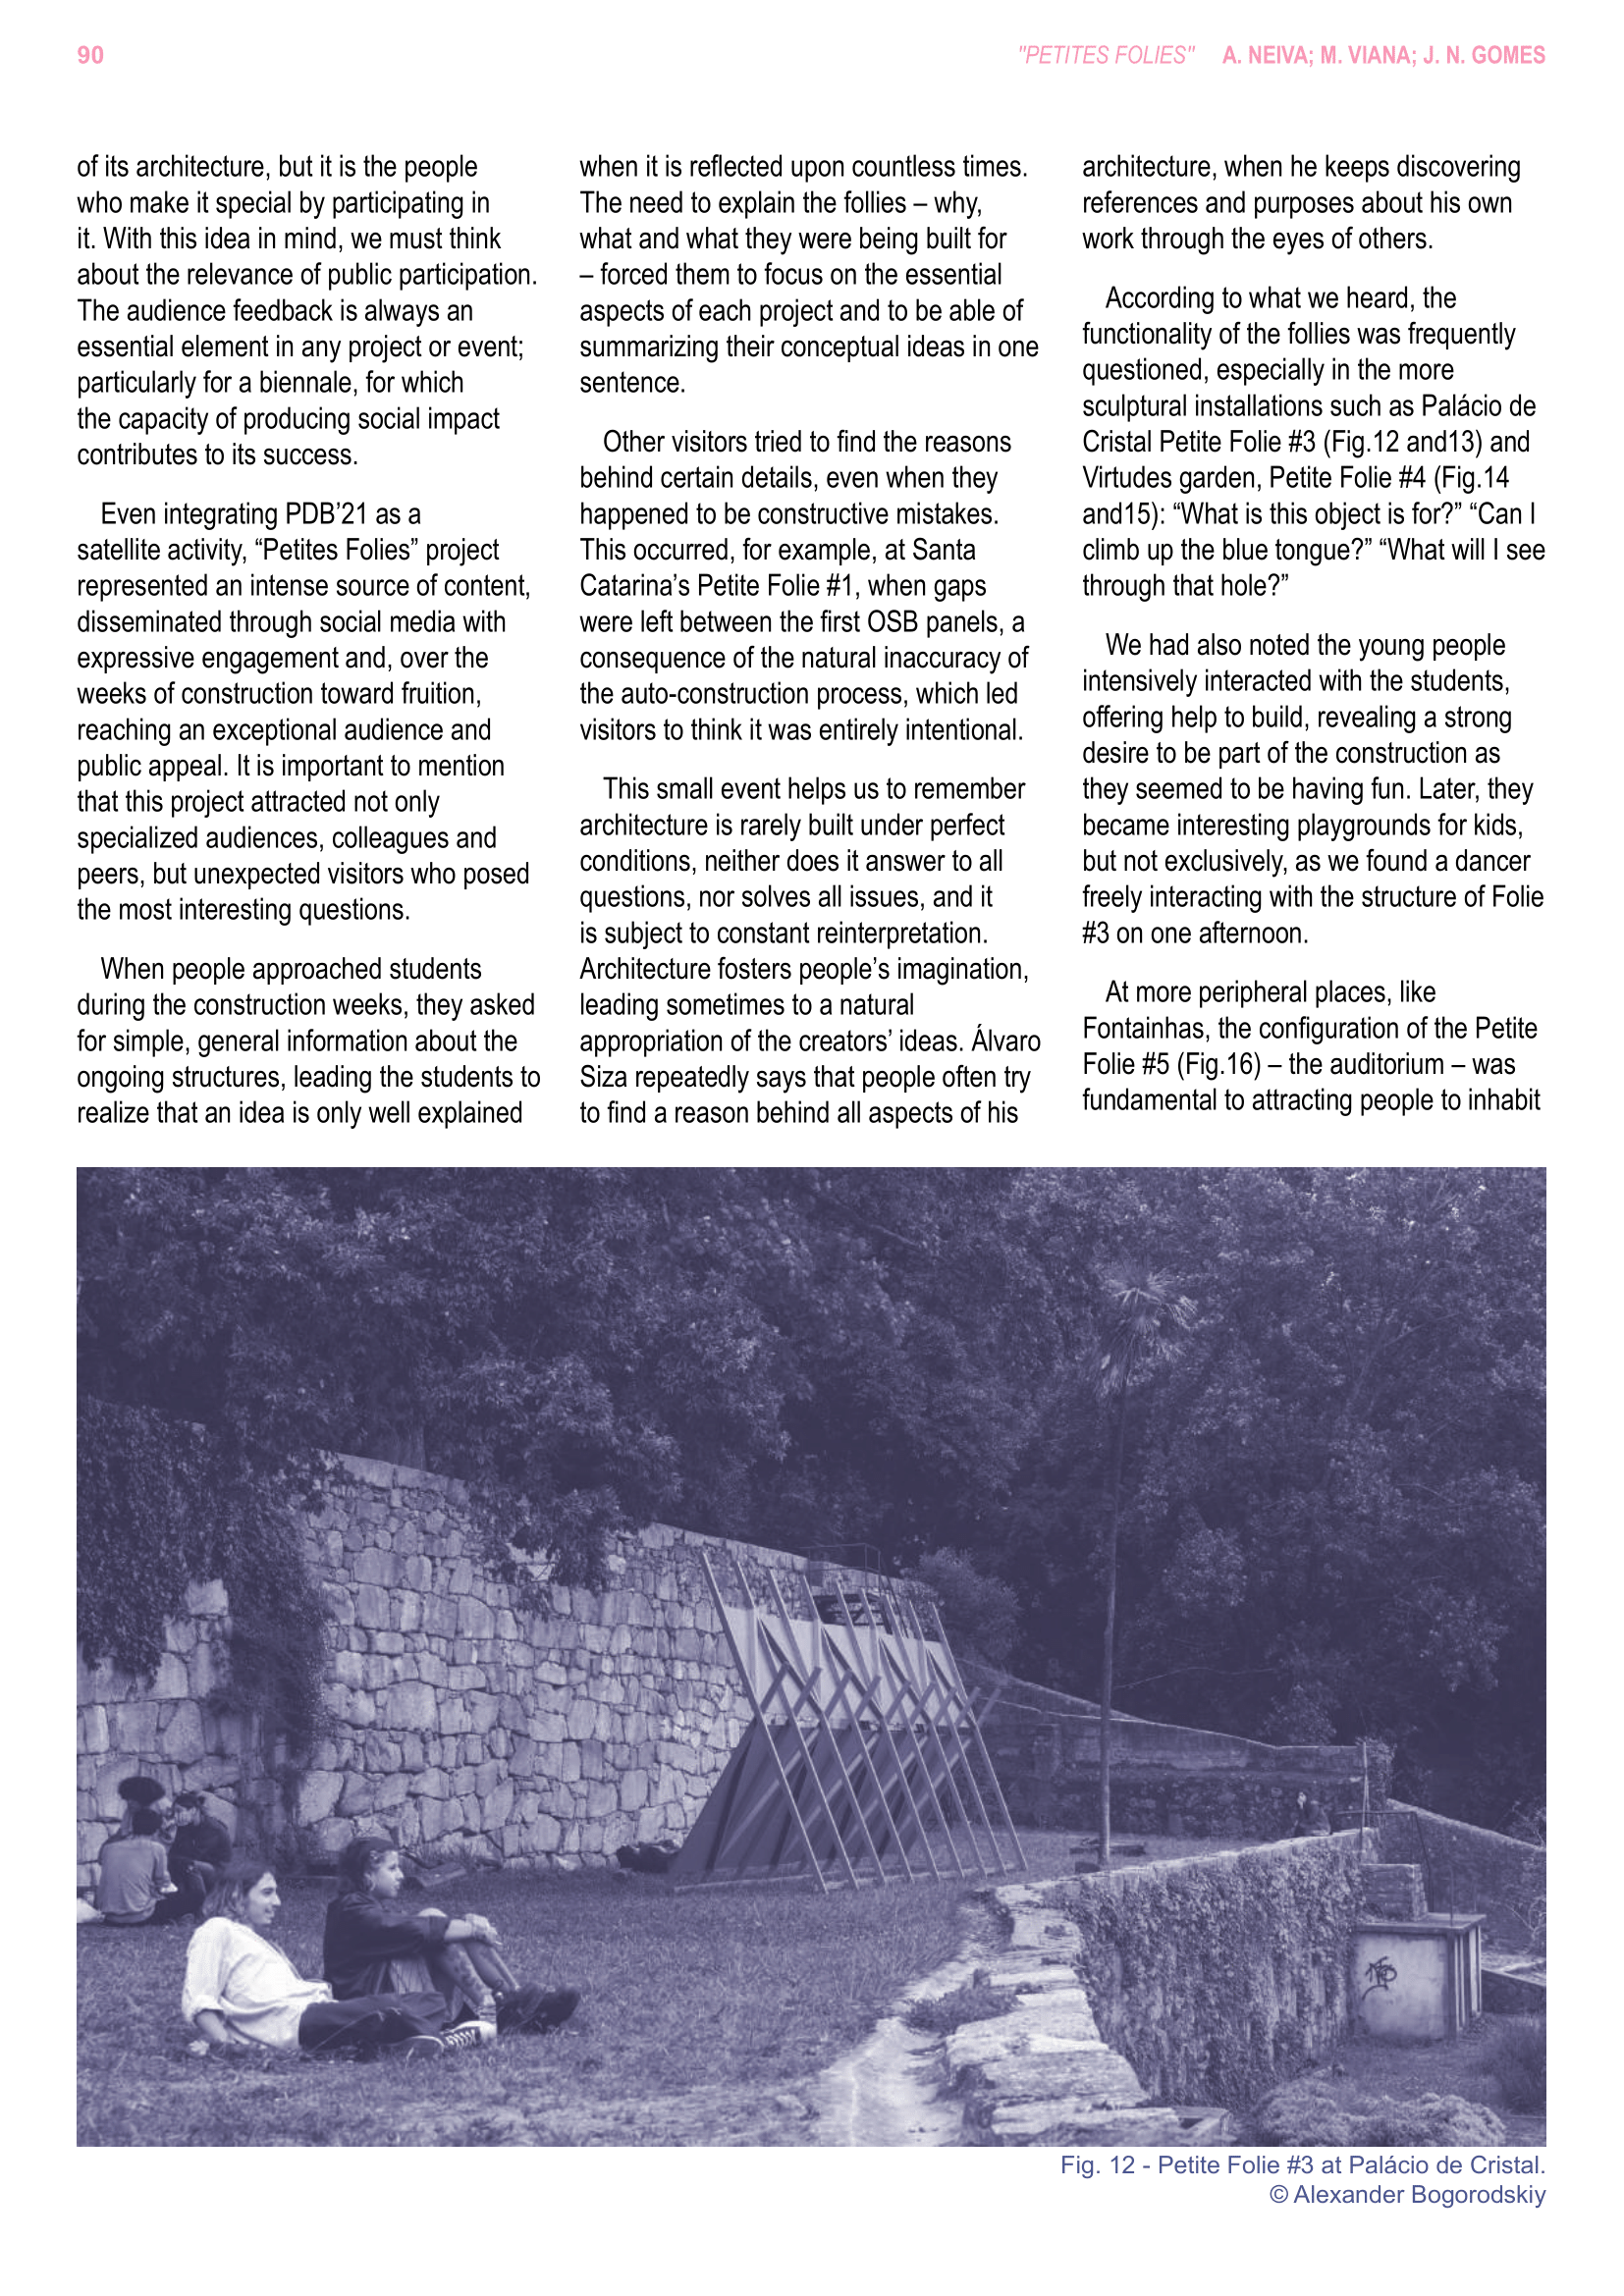 90
"PETITES FOLIES" A. NEIVA; M. VIANA; J. N. GOMES
of its architecture, but it is the people
who make it special by participating in
it. With this idea in mind, we must think
about the relevance of public participation.
The audience feedback is always an
essential element in any project or event;
particularly for a biennale, for which
the capacity of producing social impact
contributes to its success.
Even integrating PDB’21 as a
satellite activity, “Petites Folies” project
represented an intense source of content,
disseminated through social media with
expressive engagement and, over the
weeks of construction toward fruition,
reaching an exceptional audience and
public appeal. It is important to mention
that this project attracted not only
specialized audiences, colleagues and
peers, but unexpected visitors who posed
the most interesting questions.
When people approached students
during the construction weeks, they asked
for simple, general information about the
ongoing structures, leading the students to
realize that an idea is only well explained
when it is reflected upon countless times.
The need to explain the follies – why,
what and what they were being built for
– forced them to focus on the essential
aspects of each project and to be able of
summarizing their conceptual ideas in one
sentence.
Other visitors tried to find the reasons
behind certain details, even when they
happened to be constructive mistakes.
This occurred, for example, at Santa
Catarina’s Petite Folie #1, when gaps
were left between the first OSB panels, a
consequence of the natural inaccuracy of
the auto-construction process, which led
visitors to think it was entirely intentional.
This small event helps us to remember
architecture is rarely built under perfect
conditions, neither does it answer to all
questions, nor solves all issues, and it
is subject to constant reinterpretation.
Architecture fosters people’s imagination,
leading sometimes to a natural
appropriation of the creators’ ideas. Álvaro
Siza repeatedly says that people often try
to find a reason behind all aspects of his
architecture, when he keeps discovering
references and purposes about his own
work through the eyes of others.
According to what we heard, the
functionality of the follies was frequently
questioned, especially in the more
sculptural installations such as Palácio de
Cristal Petite Folie #3 (Fig.12 and13) and
Virtudes garden, Petite Folie #4 (Fig.14
and15): “What is this object is for?” “Can I
climb up the blue tongue?” “What will I see
through that hole?”
We had also noted the young people
intensively interacted with the students,
offering help to build, revealing a strong
desire to be part of the construction as
they seemed to be having fun. Later, they
became interesting playgrounds for kids,
but not exclusively, as we found a dancer
freely interacting with the structure of Folie
#3 on one afternoon.
At more peripheral places, like
Fontainhas, the configuration of the Petite
Folie #5 (Fig.16) – the auditorium – was
fundamental to attracting people to inhabit
Fig. 12 - Petite Folie #3 at Palácio de Cristal.
© Alexander Bogorodskiy